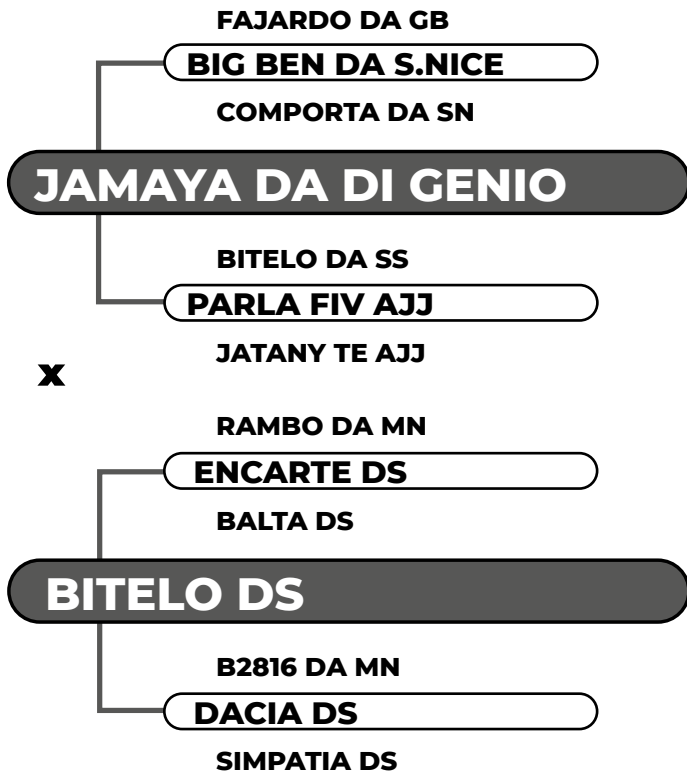 FAJARDO DA GB
BIG BEN DA S.NICE
COMPORTA DA SN
JAMAYA DA DI GENIO
BITELO DA SS
PARLA FIV AJJ
JATANY TE AJJ
X
RAMBO DA MN
ENCARTE DS
BALTA DS
BITELO DS
B2816 DA MN
DACIA DS
SIMPATIA DS